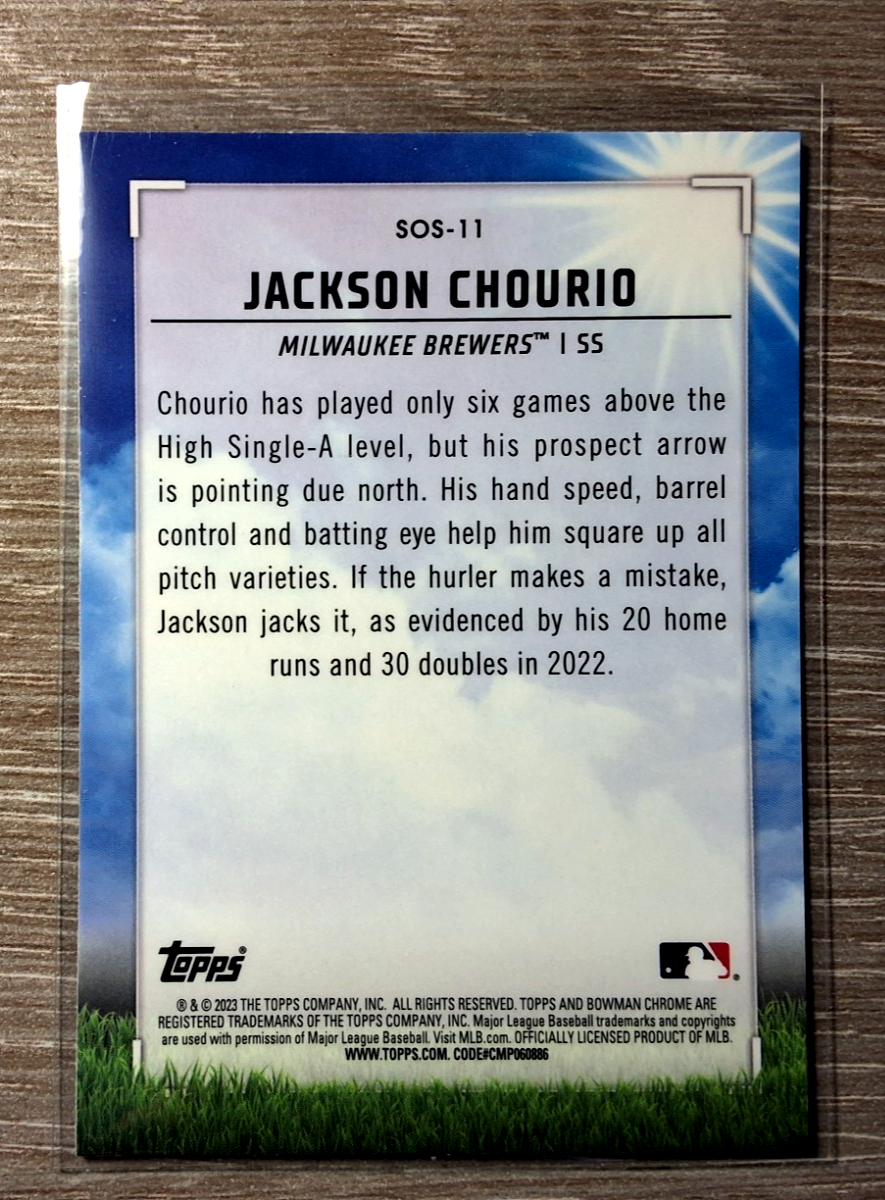 SOS-11
JACKSON CHOURIO
MILWAUKEE BREWERS™ | SS
Chourio has played only six games above the
High Single-A level, but his prospect arrow
is pointing due north. His hand speed, barrel
control and batting eye help him square up all
pitch varieties. If the hurler makes a mistake,
Jackson jacks it, as evidenced by his 20 home
runs and 30 doubles in 2022.
Topps®
®
® & © 2023 THE TOPPS COMPANY, INC. ALL RIGHTS RESERVED. TOPPS AND BOWMAN CHROME ARE
REGISTERED TRADEMARKS OF THE TOPPS COMPANY, INC. Major League Baseball trademarks and copyrights
are used with permission of Major League Baseball. Visit MLB.com. OFFICIALLY LICENSED PRODUCT OF MLB.
WWW.TOPPS.COM. CODE#CMP060886